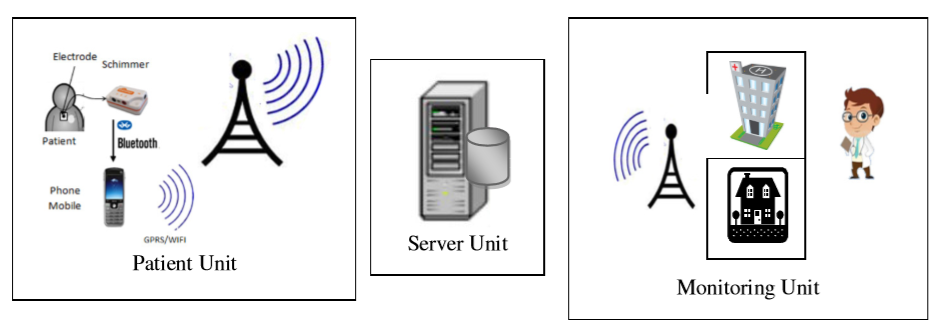 Electrode
Schimmer
Patient
Bluetooth
Phone
Mobile
GPRS/WIFI
Patient Unit
Server Unit
H
Monitoring Unit